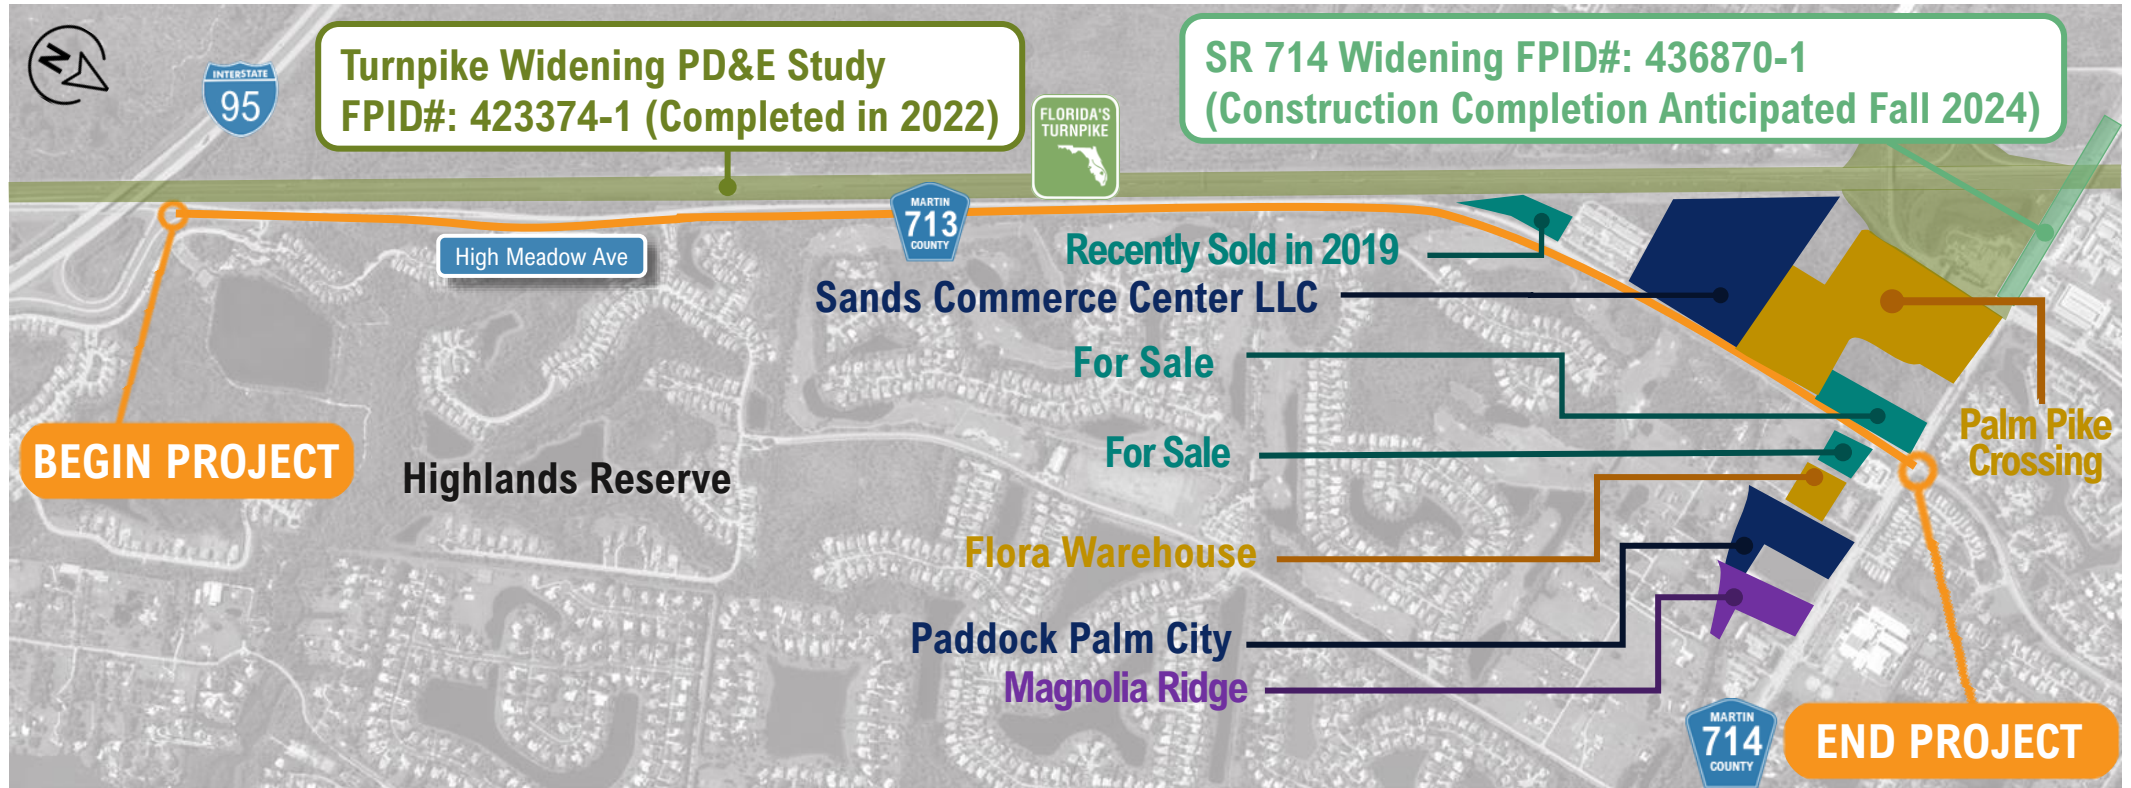 N
INTERSTATE
95
Turnpike Widening PD&E Study
FPID#: 423374-1 (Completed in 2022)
FLORIDA'S
TURNPIKE
SR 714 Widening FPID#: 436870-1
(Construction Completion Anticipated Fall 2024)
MARTIN
713
COUNTY
High Meadow Ave
Recently Sold in 2019
Sands Commerce Center LLC
For Sale
For Sale
Palm Pike
Crossing
BEGIN PROJECT
Highlands Reserve
Flora Warehouse
Paddock Palm City
Magnolia Ridge
MARTIN
714
COUNTY
END PROJECT